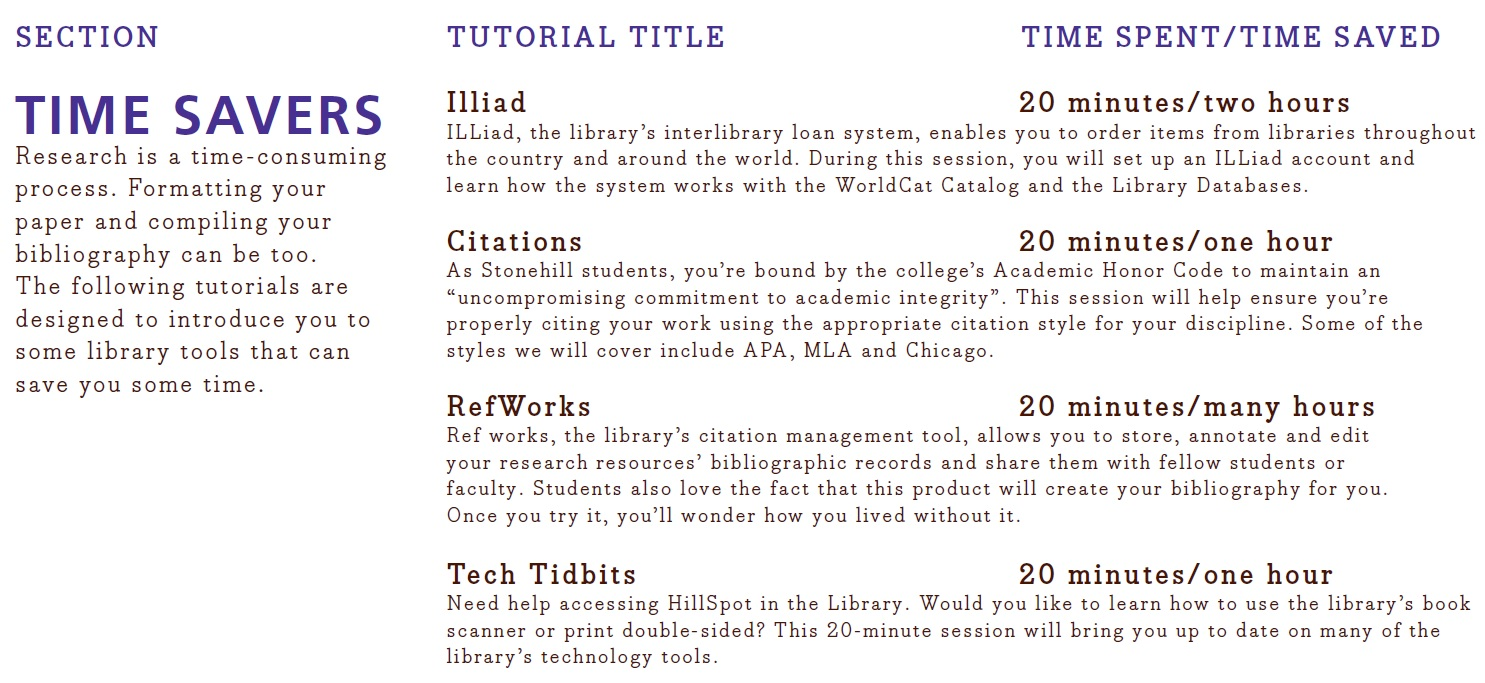 SECTION
TUTORIAL TITLE
TIME SPENT/TIME SAVED
TIME SAVERS
Research is a time-consuming
process. Formatting your
paper and compiling your
bibliography can be too.
The following tutorials are
designed to introduce you to
some library tools that can
save you some time.
Illiad
20 minutes/two hours
ILLiad, the library’s interlibrary loan system, enables you to order items from libraries throughout
the country and around the world. During this session, you will set up an ILLiad account and
learn how the system works with the WorldCat Catalog and the Library Databases.
Citations
20 minutes/one hour
As Stonehill students, you’re bound by the college’s Academic Honor Code to maintain an
“uncompromising commitment to academic integrity”. This session will help ensure you’re
properly citing your work using the appropriate citation style for your discipline. Some of the
styles we will cover include APA, MLA and Chicago.
RefWorks
20 minutes/many hours
Ref works, the library’s citation management tool, allows you to store, annotate and edit
your research resources’ bibliographic records and share them with fellow students or
faculty. Students also love the fact that this product will create your bibliography for you.
Once you try it, you’ll wonder how you lived without it.
Tech Tidbits
20 minutes/one hour
Need help accessing HillSpot in the Library. Would you like to learn how to use the library’s book
scanner or print double-sided? This 20-minute session will bring you up to date on many of the
library’s technology tools.